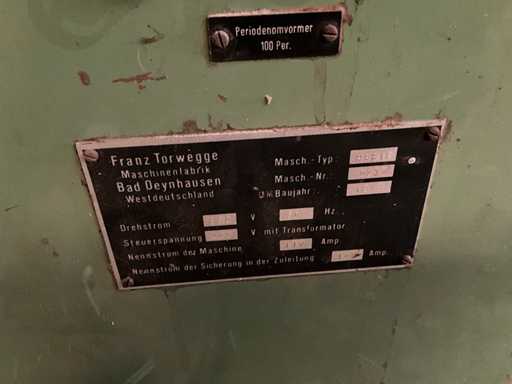 Periodenomvormer
100 Per.
Franz Torwegge
Maschinenfabrik
Bad Oeynhausen
Westdeutschland
Masch.-Typ:
Masch.-Nr.:
Baujahr:
Drehstrom V Hz.
Steuerspannung V mit Transformator
Nennstrom der Maschine Amp.
Nennstrom der Sicherung in der Zuleitung Amp.